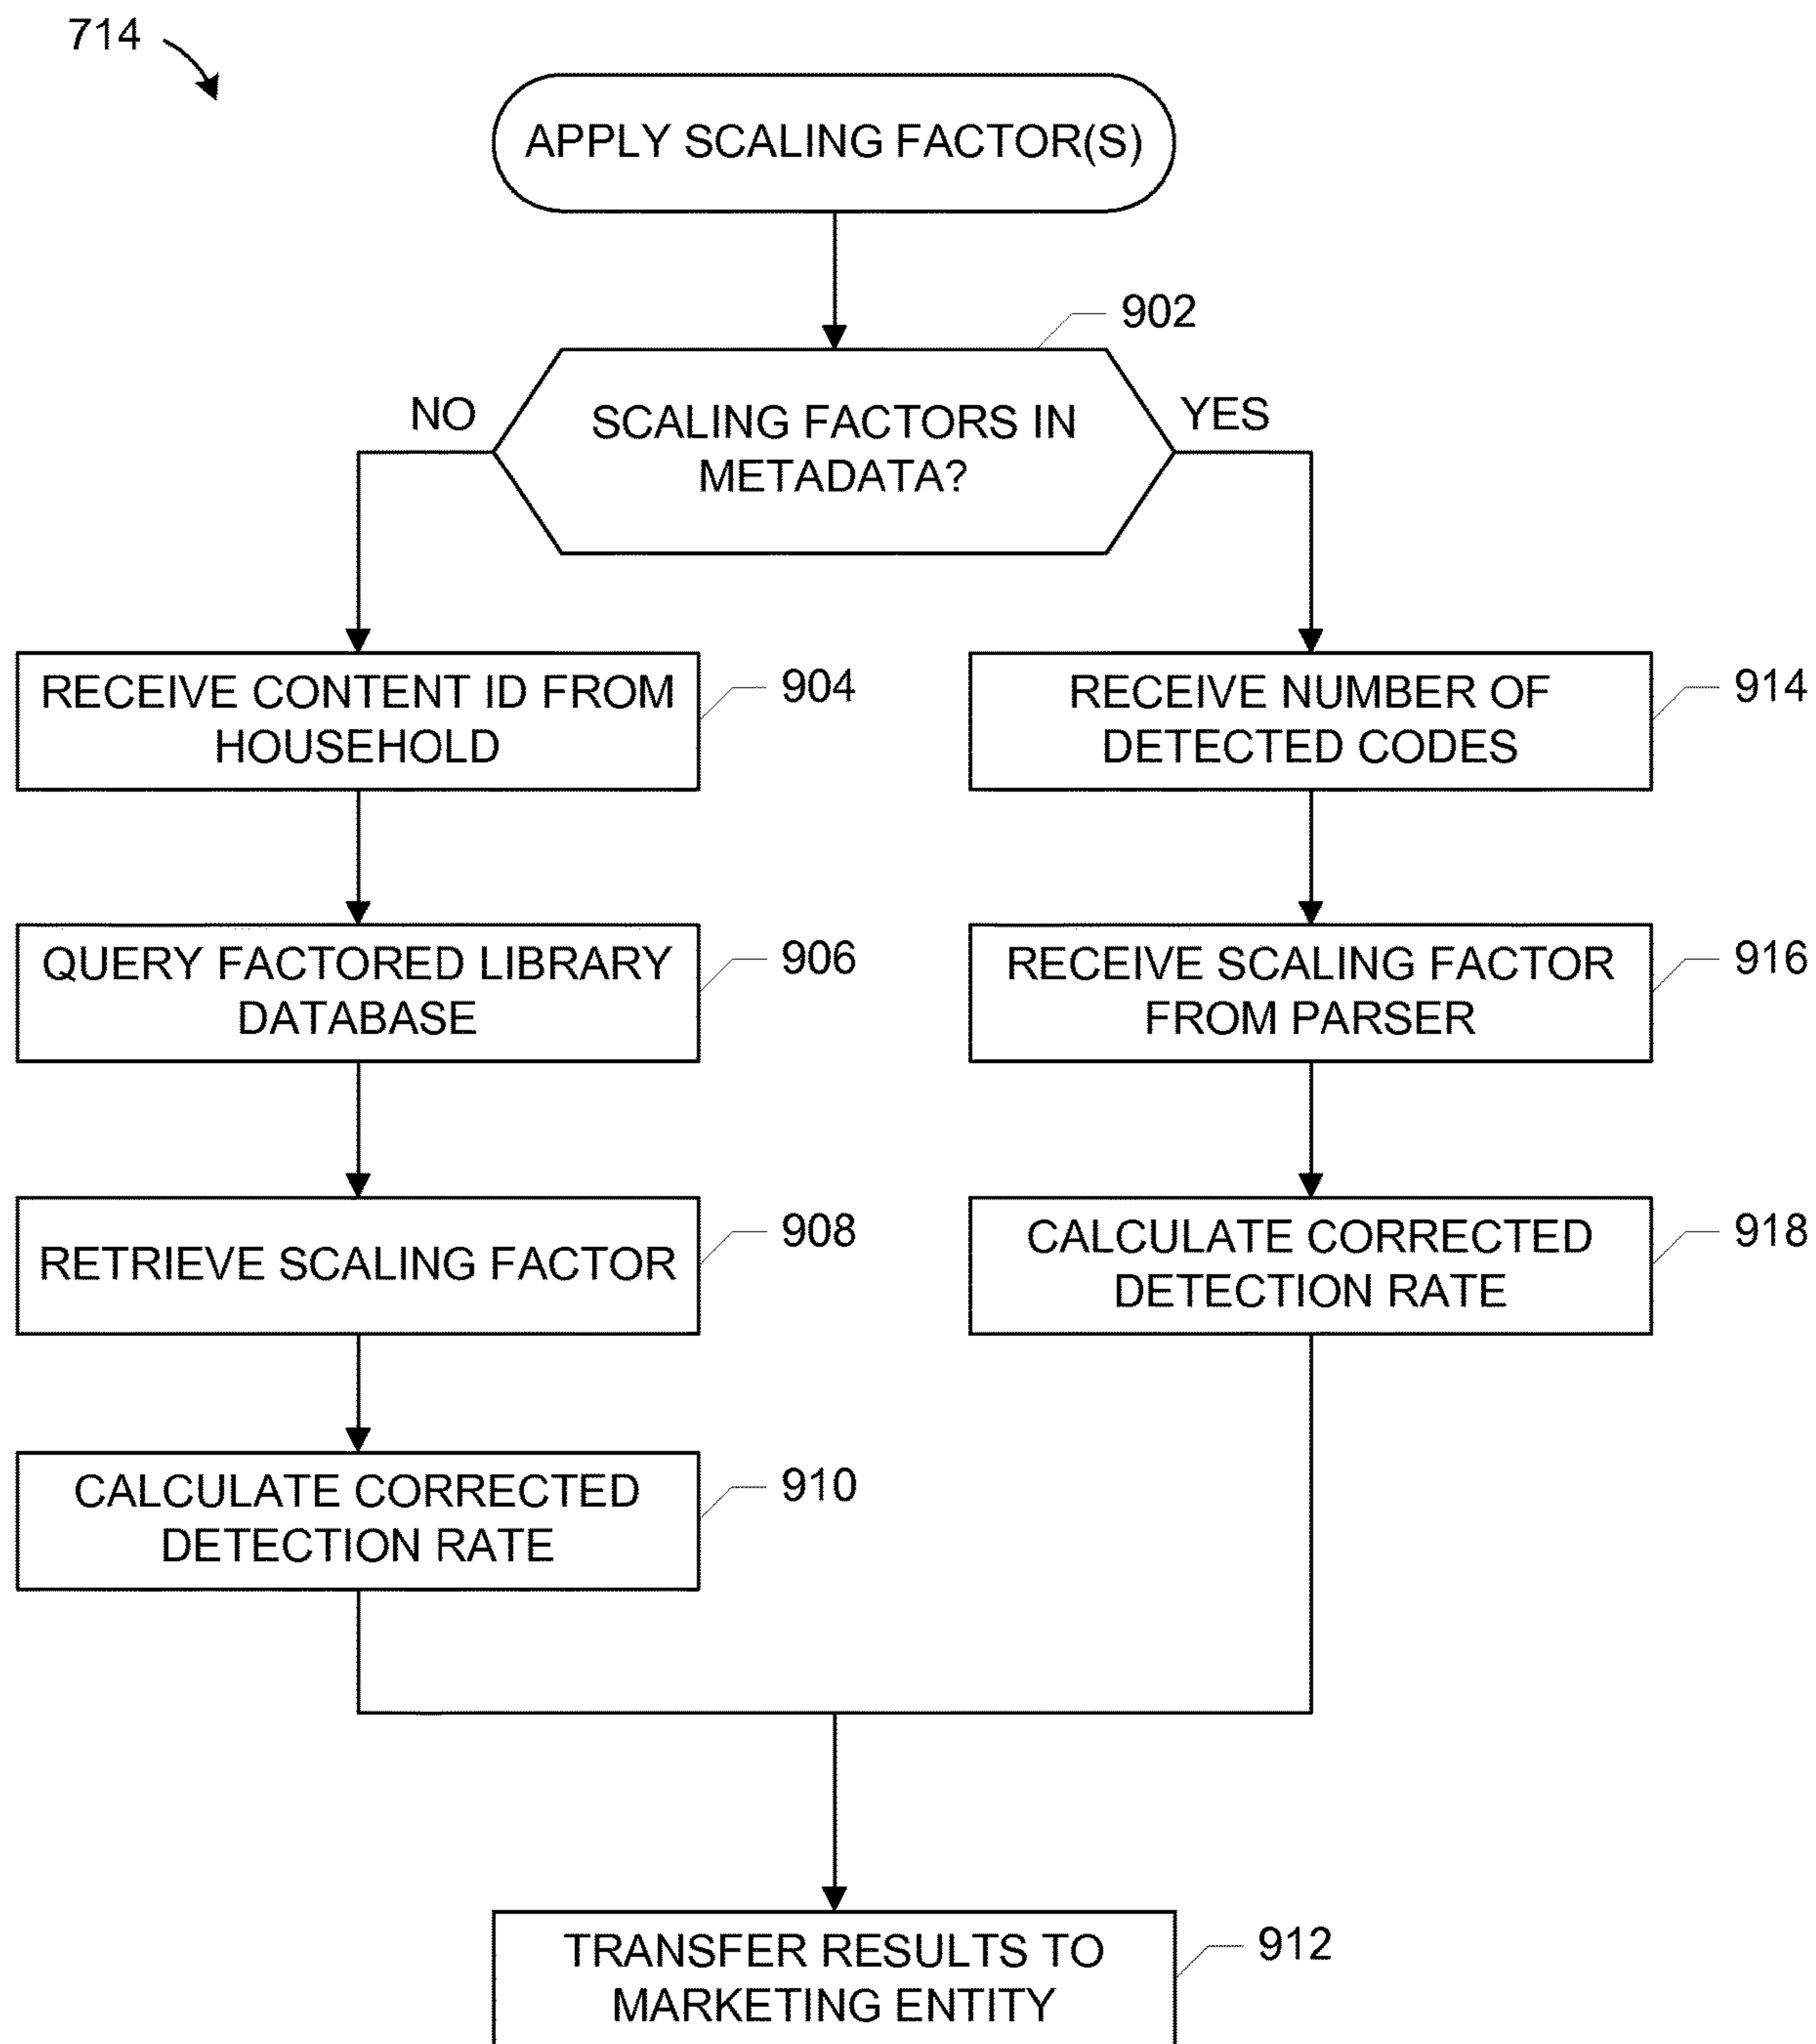 714
APPLY SCALING FACTOR(S)
902
NO
SCALING FACTORS IN
METADATA?
YES
RECEIVE CONTENT ID FROM
HOUSEHOLD
904
RECEIVE NUMBER OF
DETECTED CODES
914
QUERY FACTORED LIBRARY
DATABASE
906
RECEIVE SCALING FACTOR
FROM PARSER
916
RETRIEVE SCALING FACTOR
908
CALCULATE CORRECTED
DETECTION RATE
918
CALCULATE CORRECTED
DETECTION RATE
910
TRANSFER RESULTS TO
MARKETING ENTITY
912